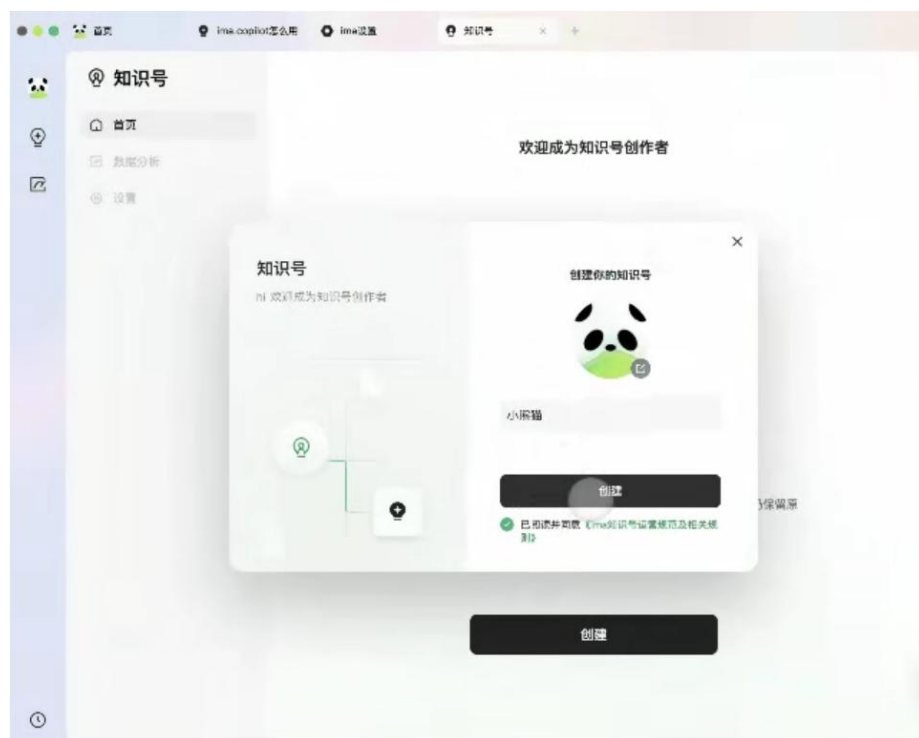 首页
ima.copilot怎么用
ima设置
知识号
知识号
首页
数据分析
设置
欢迎成为知识号创作者
知识号
hi 欢迎成为知识号创作者
创建你的知识号
小熊猫
创建
已阅读并同意《ima知识号运营规范及相关规
则》
仍保留原
创建